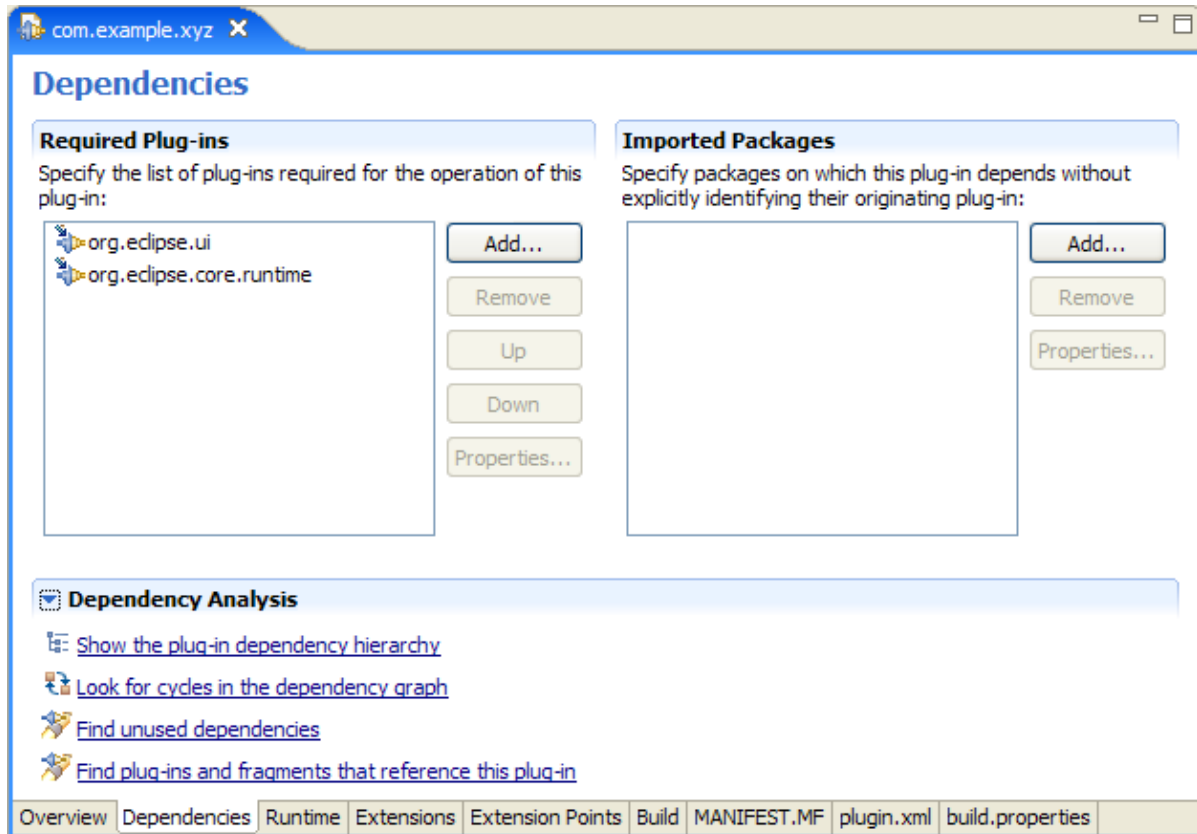 com.example.xyz
Dependencies
Required Plug-ins
Specify the list of plug-ins required for the operation of this
plug-in:
org.eclipse.ui
org.eclipse.core.runtime
Add...
Remove
Up
Down
Properties...
Imported Packages
Specify packages on which this plug-in depends without
explicitly identifying their originating plug-in:
Add...
Remove
Properties...
Dependency Analysis
Show the plug-in dependency hierarchy
Look for cycles in the dependency graph
Find unused dependencies
Find plug-ins and fragments that reference this plug-in
Overview Dependencies Runtime Extensions Extension Points Build MANIFEST.MF plugin.xml build.properties